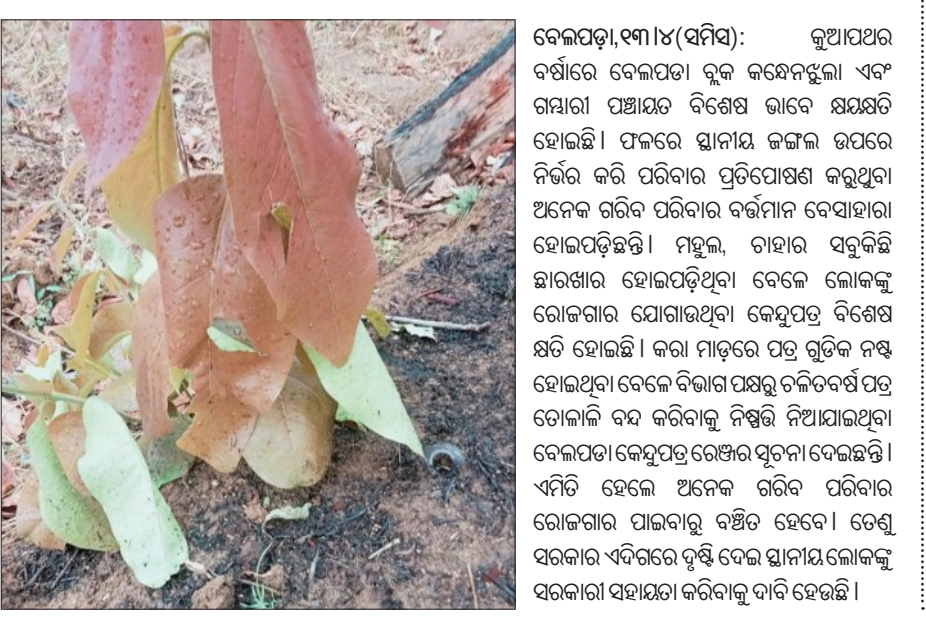 ବେଲପଡ଼ା,୧୩।୪(ସମିସ): କୁଆପଥର
ବର୍ଷାରେ ବେଲପଡା ବ୍ଲକ କନ୍ଧେନଝୁଲା ଏବଂ
ଗମ୍ଭାରୀ ପଞ୍ଚାୟତ ବିଶେଷ ଭାବେ କ୍ଷୟକ୍ଷତି
ହୋଇଛି। ଫଳରେ ସ୍ଥାନୀୟ ଜଙ୍ଗଲ ଉପରେ
ନିର୍ଭର କରି ପରିବାର ପ୍ରତିପୋଷଣ କରୁଥିବା
ଅନେକ ଗରିବ ପରିବାର ବର୍ତ୍ତମାନ ବେସାହାରା
ହୋଇପଡ଼ିଛନ୍ତି। ମହୁଲ, ଚାହାର ସବୁକିଛି
ଛାରଖାର ହୋଇପଡ଼ିଥିବା ବେଳେ ଲୋକଙ୍କୁ
ରୋଜଗାର ଯୋଗାଉଥିବା କେନ୍ଦୁପତ୍ର ବିଶେଷ
କ୍ଷତି ହୋଇଛି। କରା ମାଡ଼ରେ ପତ୍ର ଗୁଡିକ ନଷ୍ଟ
ହୋଇଥିବା ବେଳେ ବିଭାଗ ପକ୍ଷରୁ ଚଳିତବର୍ଷ ପତ୍ର
ତୋଳାଳି ବନ୍ଦ କରିବାକୁ ନିଷ୍ପତ୍ତି ନିଆଯାଇଥିବା
ବେଲପଡା କେନ୍ଦୁପତ୍ର ରେଞ୍ଜର ସୂଚନା ଦେଇଛନ୍ତି।
ଏମିତି ହେଲେ ଅନେକ ଗରିବ ପରିବାର
ରୋଜଗାର ପାଇବାରୁ ବଞ୍ଚିତ ହେବେ। ତେଣୁ
ସରକାର ଏଦିଗରେ ଦୃଷ୍ଟି ଦେଇ ସ୍ଥାନୀୟ ଲୋକଙ୍କୁ
ସରକାରୀ ସହାୟତା କରିବାକୁ ଦାବି ହେଉଛି।